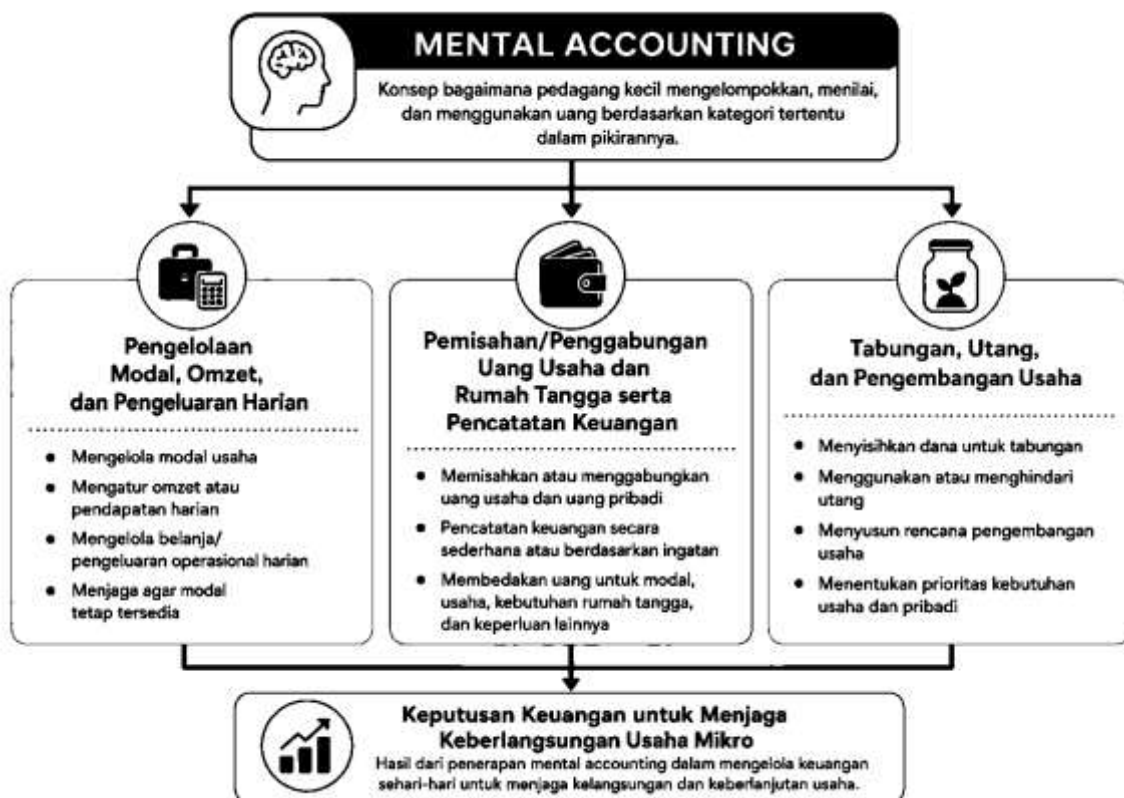 MENTAL ACCOUNTING
Konsep bagaimana pedagang kecil mengelompokkan, menilai,
dan menggunakan uang berdasarkan kategori tertentu
dalam pikirannya.
Pengelolaan
Modal, Omzet,
dan Pengeluaran Harian
• Mengelola modal usaha
• Mengatur omzet atau
pendapatan harian
• Mengelola belanja/
pengeluaran operasional harian
• Menjaga agar modal
tetap tersedia
Pemisahan/Penggabungan
Uang Usaha dan
Rumah Tangga serta
Pencatatan Keuangan
• Memisahkan atau menggabungkan
uang usaha dan uang pribadi
• Pencatatan keuangan secara
sederhana atau berdasarkan ingatan
• Membedakan uang untuk modal,
usaha, kebutuhan rumah tangga,
dan keperluan lainnya
Tabungan, Utang,
dan Pengembangan Usaha
• Menyisihkan dana untuk tabungan
• Menggunakan atau menghindari
utang
• Menyusun rencana pengembangan
usaha
• Menentukan prioritas kebutuhan
usaha dan pribadi
Keputusan Keuangan untuk Menjaga
Keberlangsungan Usaha Mikro
Hasil dari penerapan mental accounting dalam mengelola keuangan
sehari-hari untuk menjaga kelangsungan dan keberlanjutan usaha.